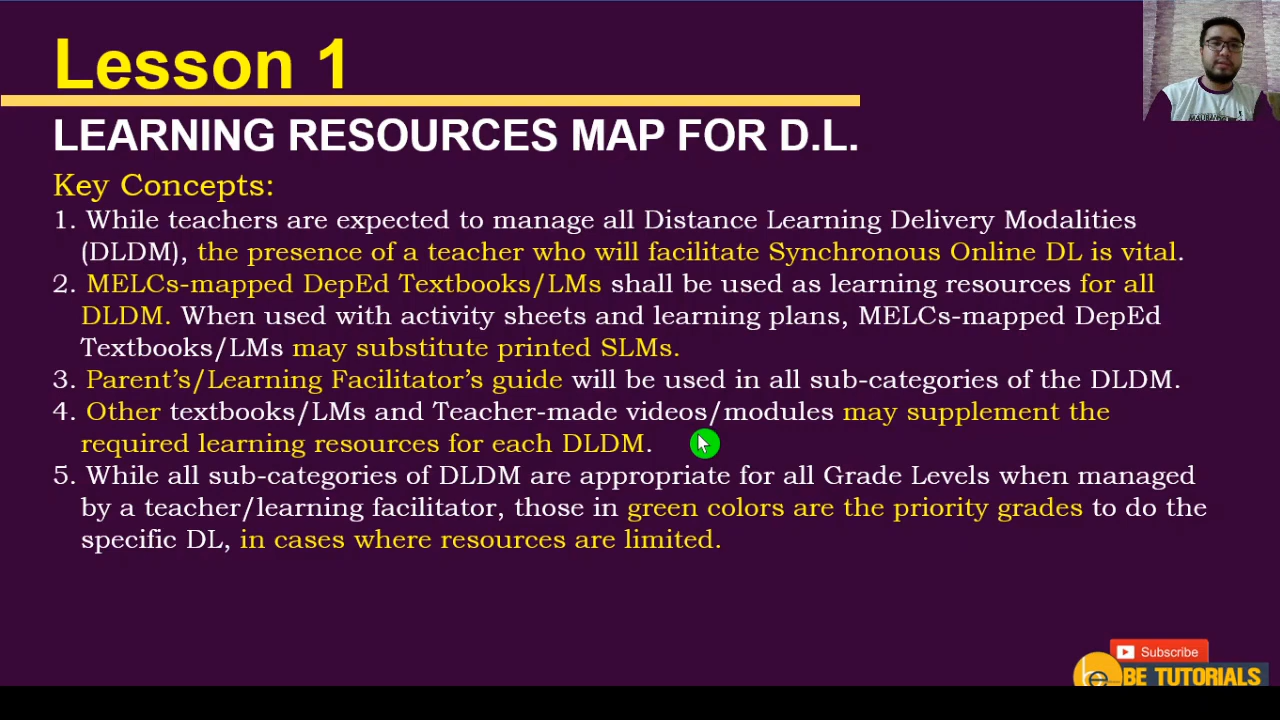 Lesson 1
LEARNING RESOURCES MAP FOR D.L.
Key Concepts:
1. While teachers are expected to manage all Distance Learning Delivery Modalities
(DLDM), the presence of a teacher who will facilitate Synchronous Online DL is vital.
2. MELCs-mapped DepEd Textbooks/LMs shall be used as learning resources for all
DLDM. When used with activity sheets and learning plans, MELCs-mapped DepEd
Textbooks/LMs may substitute printed SLMs.
3. Parent's/Learning Facilitator's guide will be used in all sub-categories of the DLDM.
4. Other textbooks/LMs and Teacher-made videos/modules may supplement the
required learning resources for each DLDM.
5. While all sub-categories of DLDM are appropriate for all Grade Levels when managed
by a teacher/learning facilitator, those in green colors are the priority grades to do the
specific DL, in cases where resources are limited.
Subscribe
BE TUTORIALS